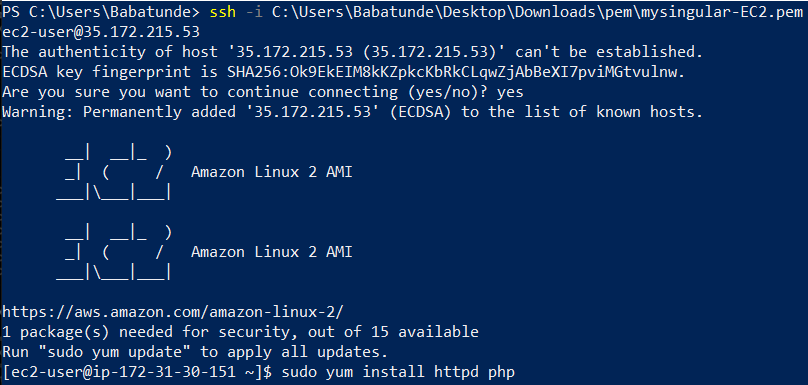 PS C:\Users\Babatunde> ssh -i C:\Users\Babatunde\Desktop\Downloads\pem\mysingular-EC2.pem
ec2-user@35.172.215.53
The authenticity of host '35.172.215.53 (35.172.215.53)' can't be established.
ECDSA key fingerprint is SHA256:Ok9EkEIM8kKZpkcKbRkCLqwZjAbBeXI7pviMGtvulnw.
Are you sure you want to continue connecting (yes/no)? yes
Warning: Permanently added '35.172.215.53' (ECDSA) to the list of known hosts.

       __|  __|_  )
       _|  (     /   Amazon Linux 2 AMI
      ___|\___|___|

       __|  __|_  )
       _|  (     /   Amazon Linux 2 AMI
      ___|\___|___|

https://aws.amazon.com/amazon-linux-2/
1 package(s) needed for security, out of 15 available
Run "sudo yum update" to apply all updates.
[ec2-user@ip-172-31-30-151 ~]$ sudo yum install httpd php